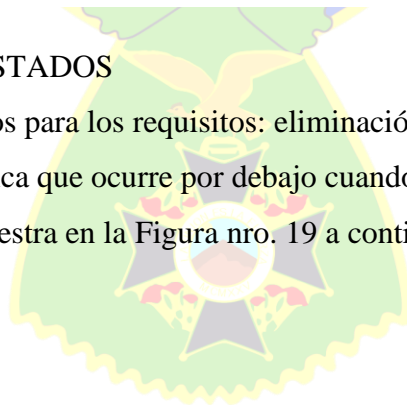 STADOS
os para los requisitos: eliminació
ca que ocurre por debajo cuando
estra en la Figura nro. 19 a conti